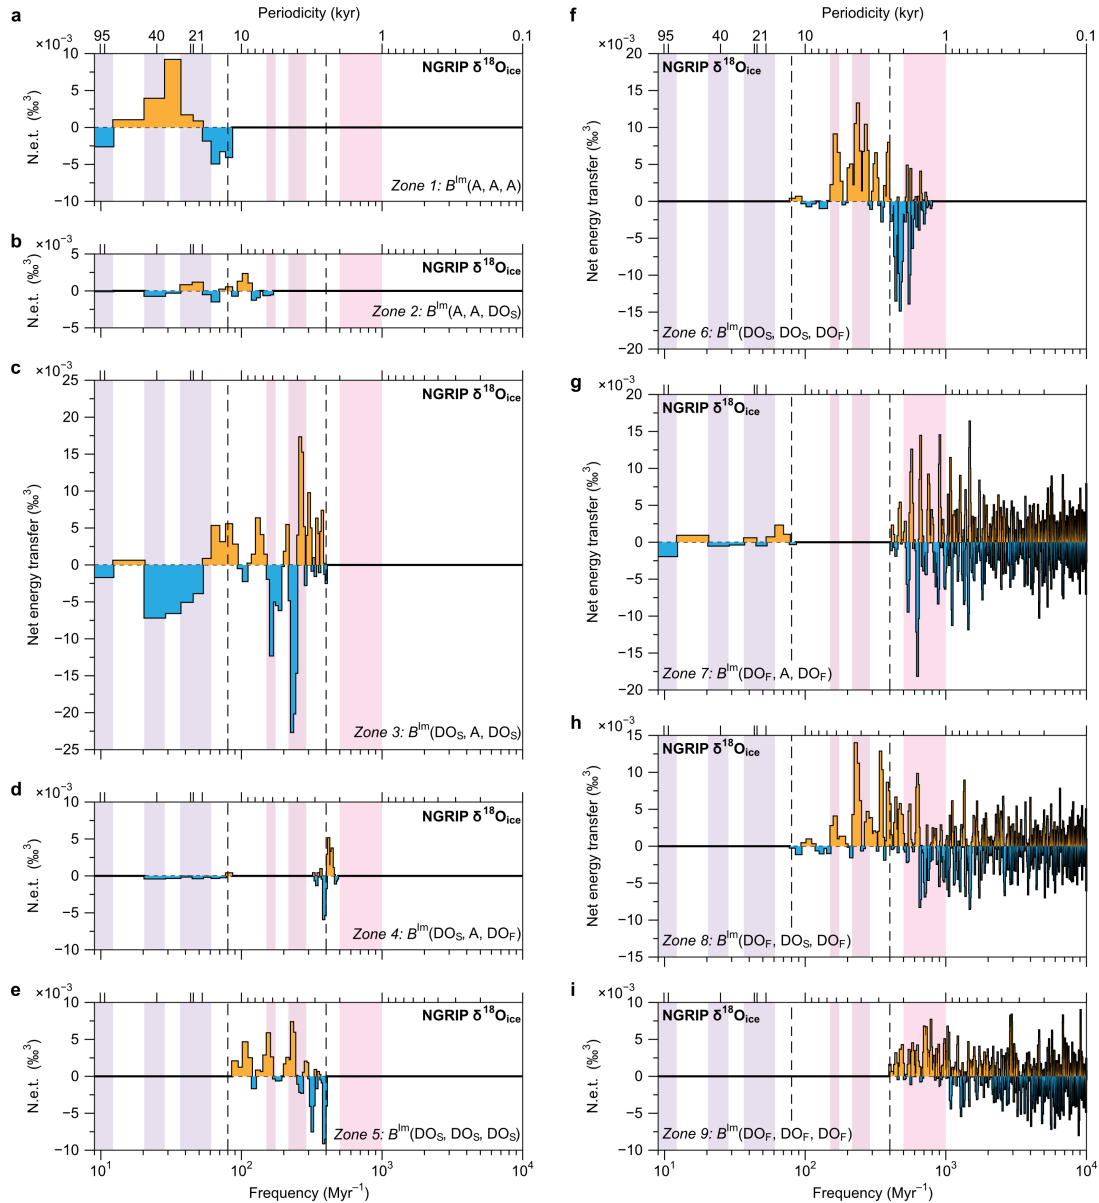 a
Periodicity (kyr)
95 40 21 10 1 0.1
×10⁻³
10
5
0
−5
−10
N.e.t. (‰³)
NGRIP δ¹⁸Oice
Zone 1: Bᴵᵐ(A, A, A)
b
×10⁻³
5
0
−5
N.e.t. (‰³)
NGRIP δ¹⁸Oice
Zone 2: Bᴵᵐ(A, A, DOS)
c
×10⁻³
25
20
15
10
5
0
−5
−10
−15
−20
−25
Net energy transfer (‰³)
NGRIP δ¹⁸Oice
Zone 3: Bᴵᵐ(DOS, A, DOS)
d
×10⁻³
10
5
0
−5
−10
N.e.t. (‰³)
NGRIP δ¹⁸Oice
Zone 4: Bᴵᵐ(DOS, A, DOF)
e
×10⁻³
10
5
0
−5
−10
N.e.t. (‰³)
NGRIP δ¹⁸Oice
Zone 5: Bᴵᵐ(DOS, DOS, DOS)
10¹ 10² 10³ 10⁴
Frequency (Myr⁻¹)
f
Periodicity (kyr)
95 40 21 10 1 0.1
×10⁻³
20
15
10
5
0
−5
−10
−15
−20
Net energy transfer (‰³)
NGRIP δ¹⁸Oice
Zone 6: Bᴵᵐ(DOS, DOS, DOF)
g
×10⁻³
20
15
10
5
0
−5
−10
−15
−20
Net energy transfer (‰³)
NGRIP δ¹⁸Oice
Zone 7: Bᴵᵐ(DOF, A, DOF)
h
×10⁻³
15
10
5
0
−5
−10
−15
Net energy transfer (‰³)
NGRIP δ¹⁸Oice
Zone 8: Bᴵᵐ(DOF, DOS, DOF)
i
×10⁻³
10
5
0
−5
−10
N.e.t. (‰³)
NGRIP δ¹⁸Oice
Zone 9: Bᴵᵐ(DOF, DOF, DOF)
10¹ 10² 10³ 10⁴
Frequency (Myr⁻¹)